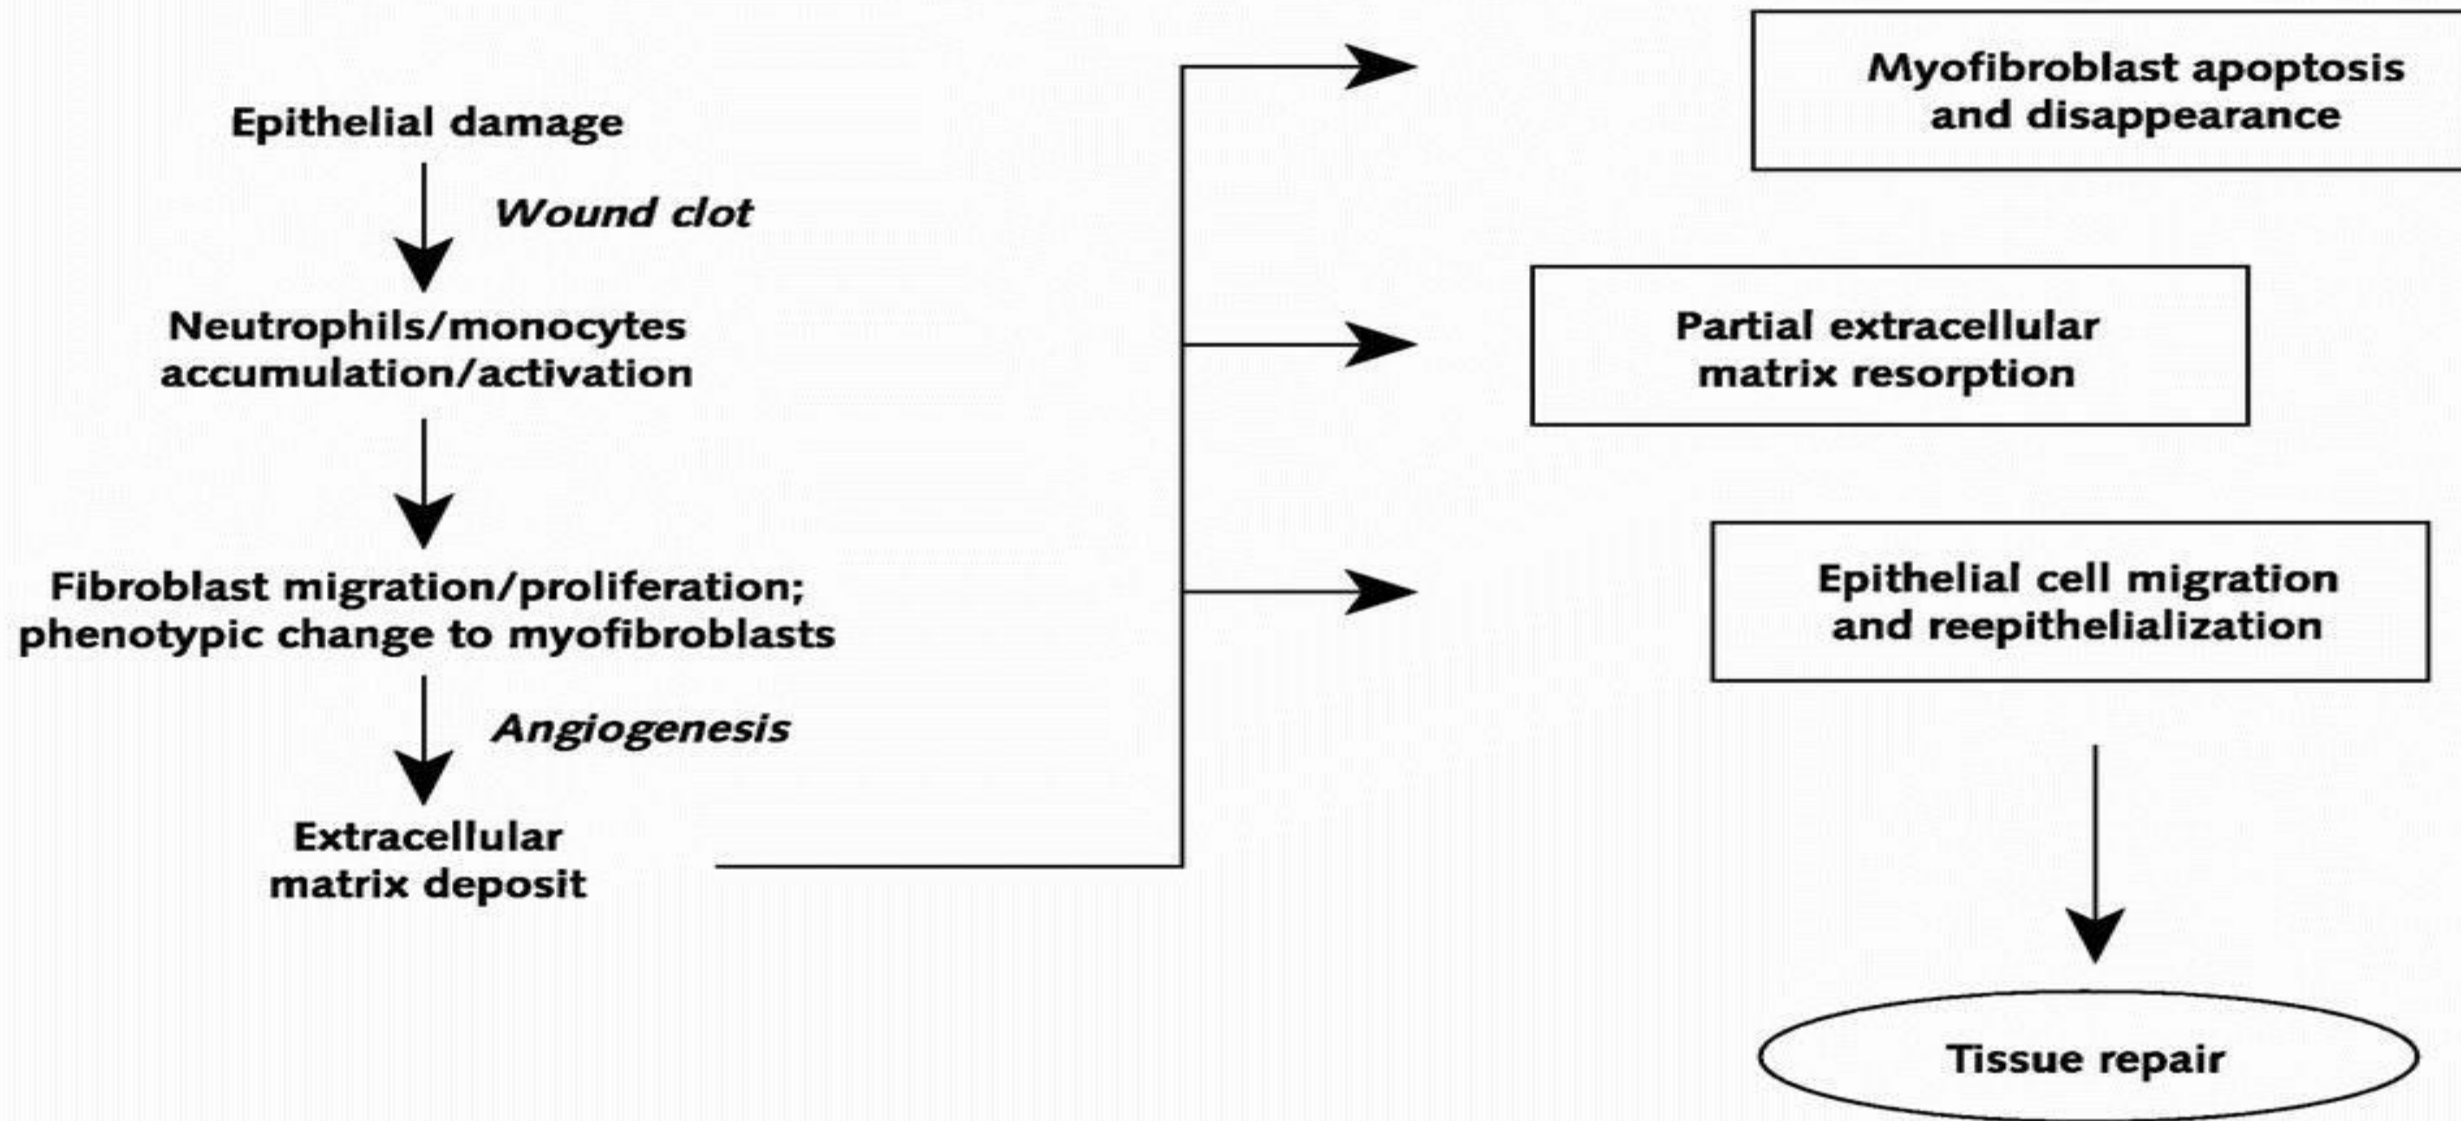 Epithelial damage
Wound clot
Neutrophils/monocytes
accumulation/activation
Fibroblast migration/proliferation;
phenotypic change to myofibroblasts
Angiogenesis
Extracellular
matrix deposit
Myofibroblast apoptosis
and disappearance
Partial extracellular
matrix resorption
Epithelial cell migration
and reepithelialization
Tissue repair